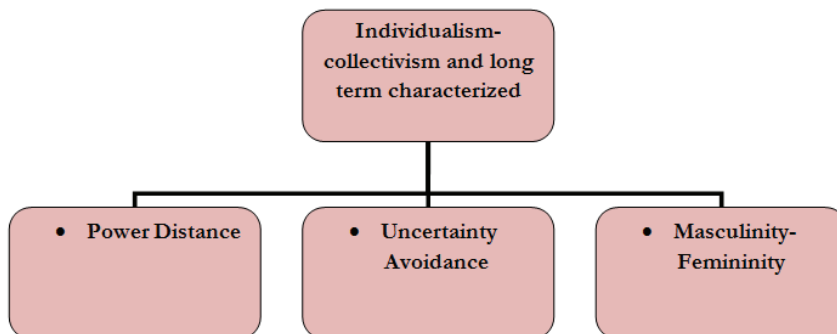 Individualism-
collectivism and long
term characterized
• Power Distance
• Uncertainty
Avoidance
• Masculinity-
Femininity